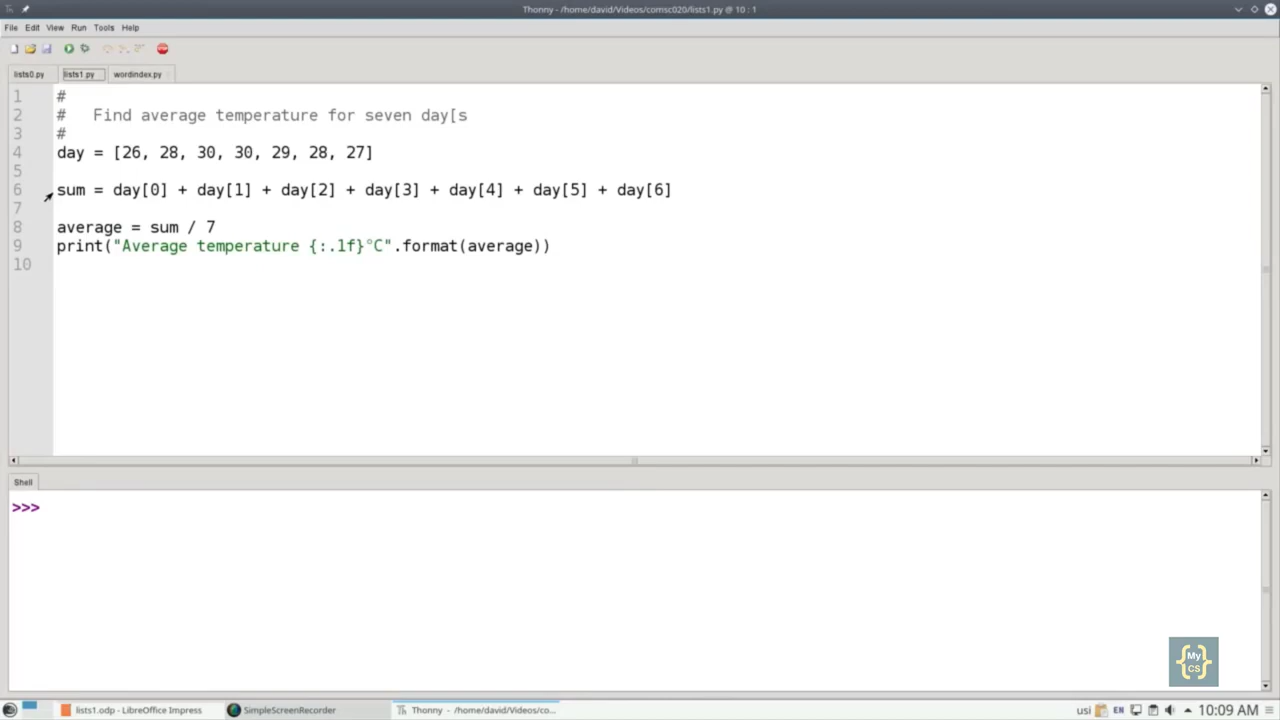 Thonny - /home/david/Videos/comsc020/lists1.py @ 10 : 1
File Edit View Run Tools Help
lists0.py lists1.py wordindex.py
1 #
2 #   Find average temperature for seven day[s
3 #
4 day = [26, 28, 30, 30, 29, 28, 27]
5
6 sum = day[0] + day[1] + day[2] + day[3] + day[4] + day[5] + day[6]
7
8 average = sum / 7
9 print("Average temperature {:.1f}°C".format(average))
10
Shell
>>>
{My CS}
lists1.odp - LibreOffice Impress SimpleScreenRecorder Thonny - /home/david/Videos/co... usi EN 10:09 AM